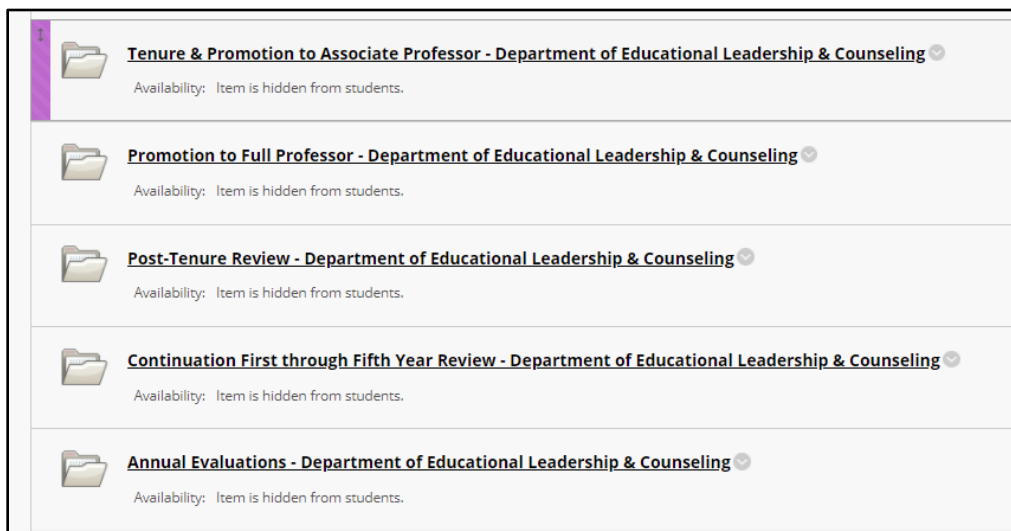 Tenure & Promotion to Associate Professor - Department of Educational Leadership & Counseling
Availability: Item is hidden from students.
Promotion to Full Professor - Department of Educational Leadership & Counseling
Availability: Item is hidden from students.
Post-Tenure Review - Department of Educational Leadership & Counseling
Availability: Item is hidden from students.
Continuation First through Fifth Year Review - Department of Educational Leadership & Counseling
Availability: Item is hidden from students.
Annual Evaluations - Department of Educational Leadership & Counseling
Availability: Item is hidden from students.